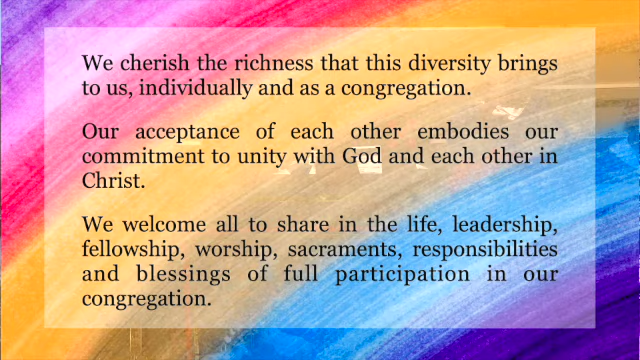 We cherish the richness that this diversity brings
to us, individually and as a congregation.
Our acceptance of each other embodies our
commitment to unity with God and each other in
Christ.
We welcome all to share in the life, leadership,
fellowship, worship, sacraments, responsibilities
and blessings of full participation in our
congregation.